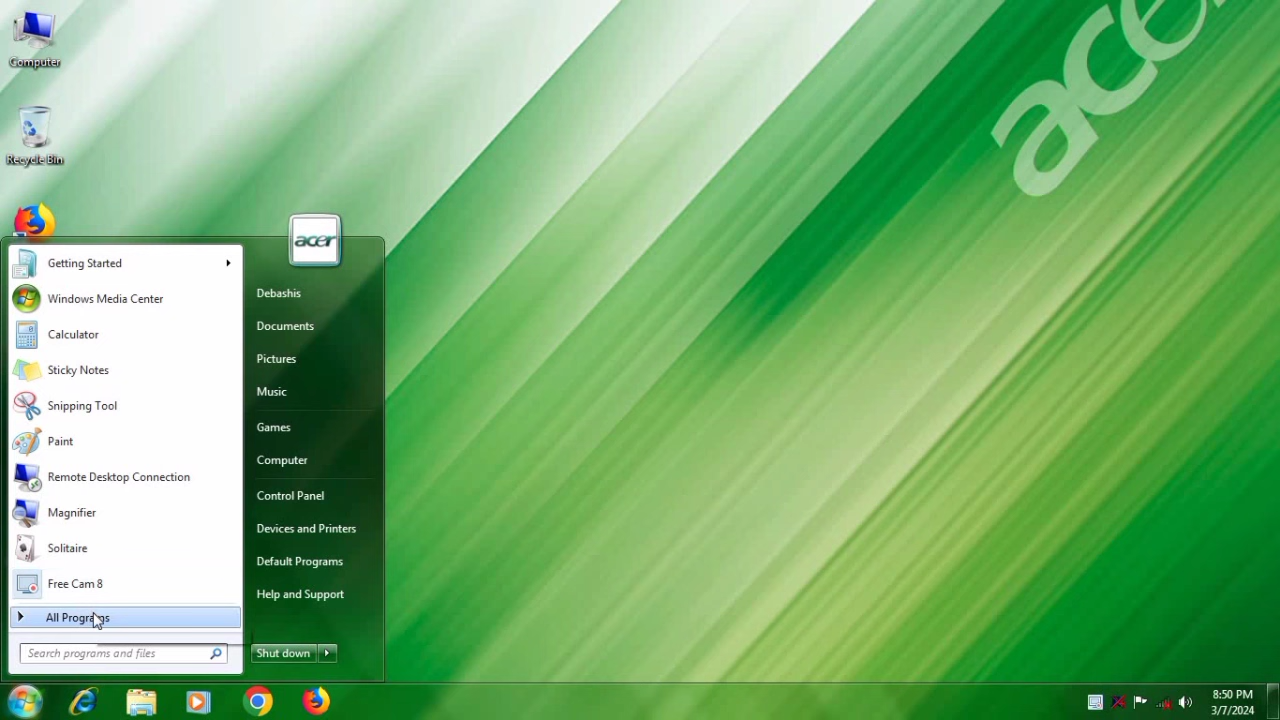 Computer
Recycle Bin
acer
acer
Getting Started
Windows Media Center
Calculator
Sticky Notes
Snipping Tool
Paint
Remote Desktop Connection
Magnifier
Solitaire
Free Cam 8
All Programs
Search programs and files
Debashis
Documents
Pictures
Music
Games
Computer
Control Panel
Devices and Printers
Default Programs
Help and Support
Shut down
8:50 PM
3/7/2024